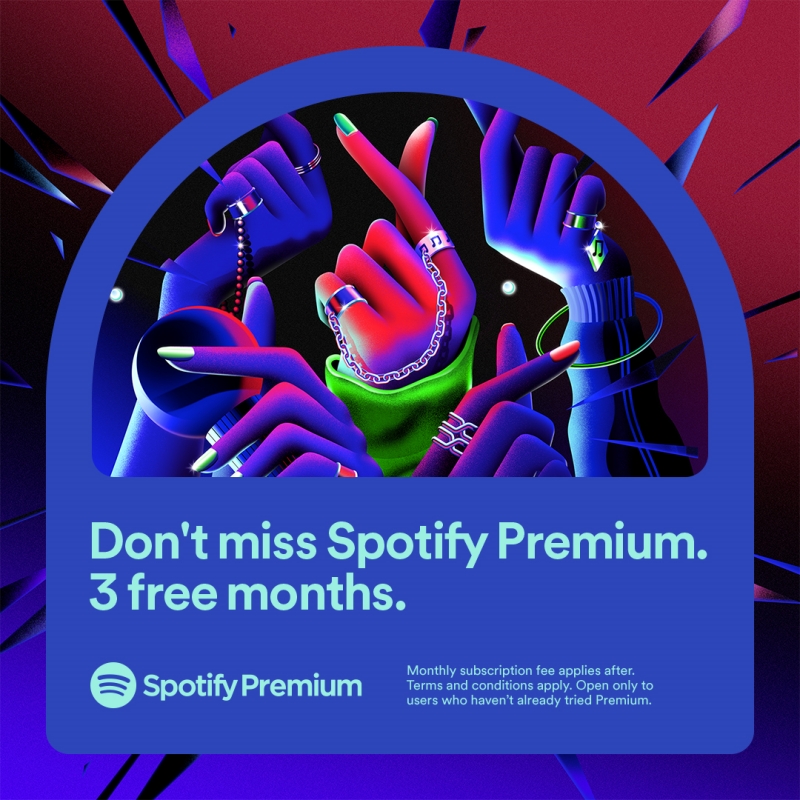 Don't miss Spotify Premium.
3 free months.
Spotify Premium
Monthly subscription fee applies after.
Terms and conditions apply. Open only to
users who haven't already tried Premium.